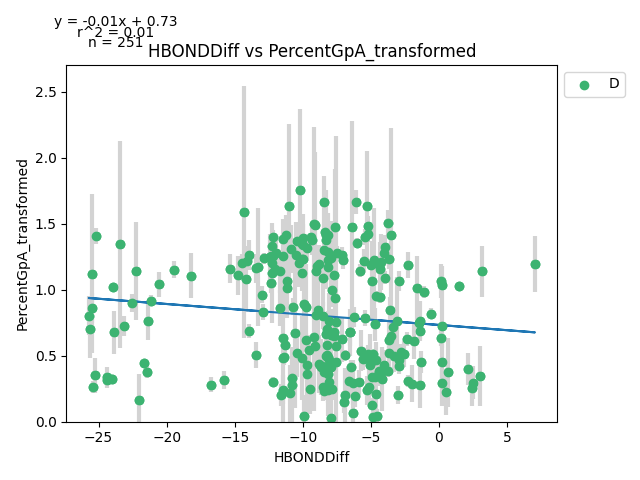 y = -0.01x + 0.73
r^2 = 0.01
n = 251
HBONDDiff vs PercentGpA_transformed
D
PercentGpA_transformed
2.5
2.0
1.5
1.0
0.5
0.0
−25
−20
−15
−10
−5
0
5
HBONDDiff